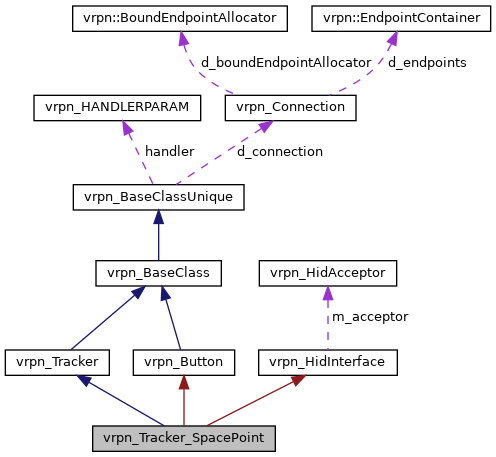 vrpn::BoundEndpointAllocator
vrpn::EndpointContainer
d_boundEndpointAllocator
d_endpoints
vrpn_HANDLERPARAM
vrpn_Connection
handler
d_connection
vrpn_BaseClassUnique
vrpn_BaseClass
vrpn_HidAcceptor
m_acceptor
vrpn_Tracker
vrpn_Button
vrpn_HidInterface
vrpn_Tracker_SpacePoint